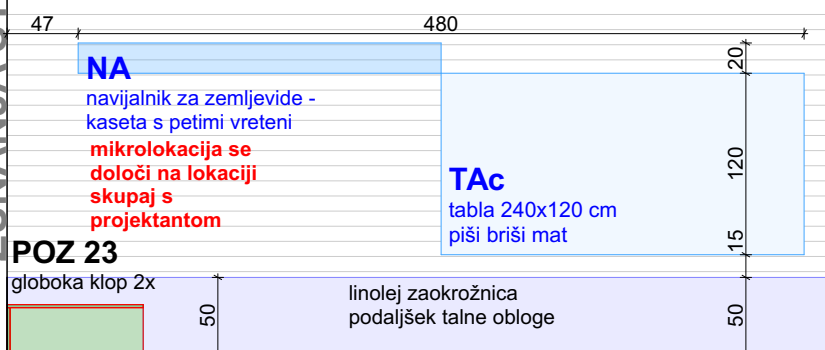 47
480
NA
navijalnik za zemljevide -
kaseta s petimi vreteni
mikrolokacija se
določi na lokaciji
skupaj s
projektantom
20
120
15
TAc
tabla 240x120 cm
piši briši mat
POZ 23
globoka klop 2x
50
linolej zaokrožnica
podaljšek talne obloge
50